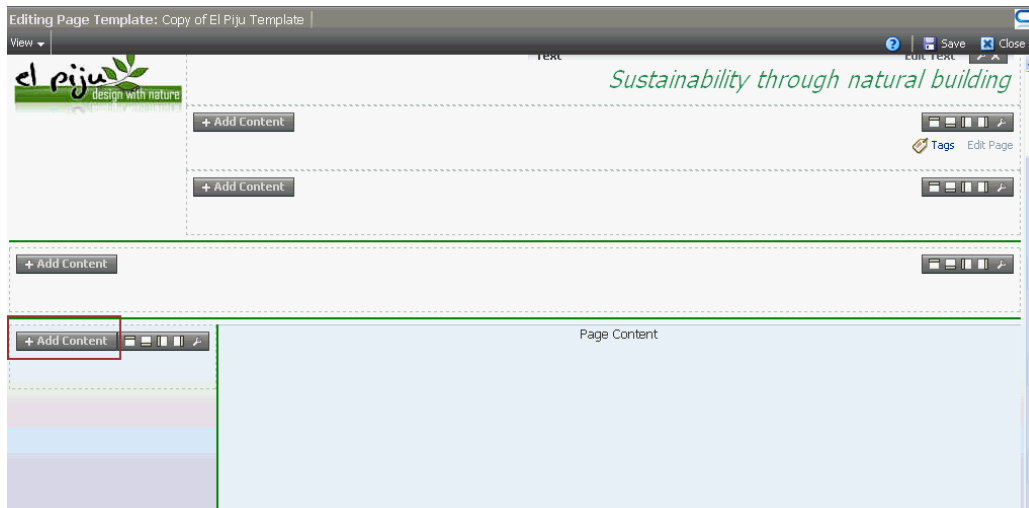 Editing Page Template: Copy of El Piju Template
View
Save Close
Text Edit Text
el piju
design with nature
Sustainability through natural building
+ Add Content
Tags Edit Page
+ Add Content
+ Add Content
+ Add Content
Page Content